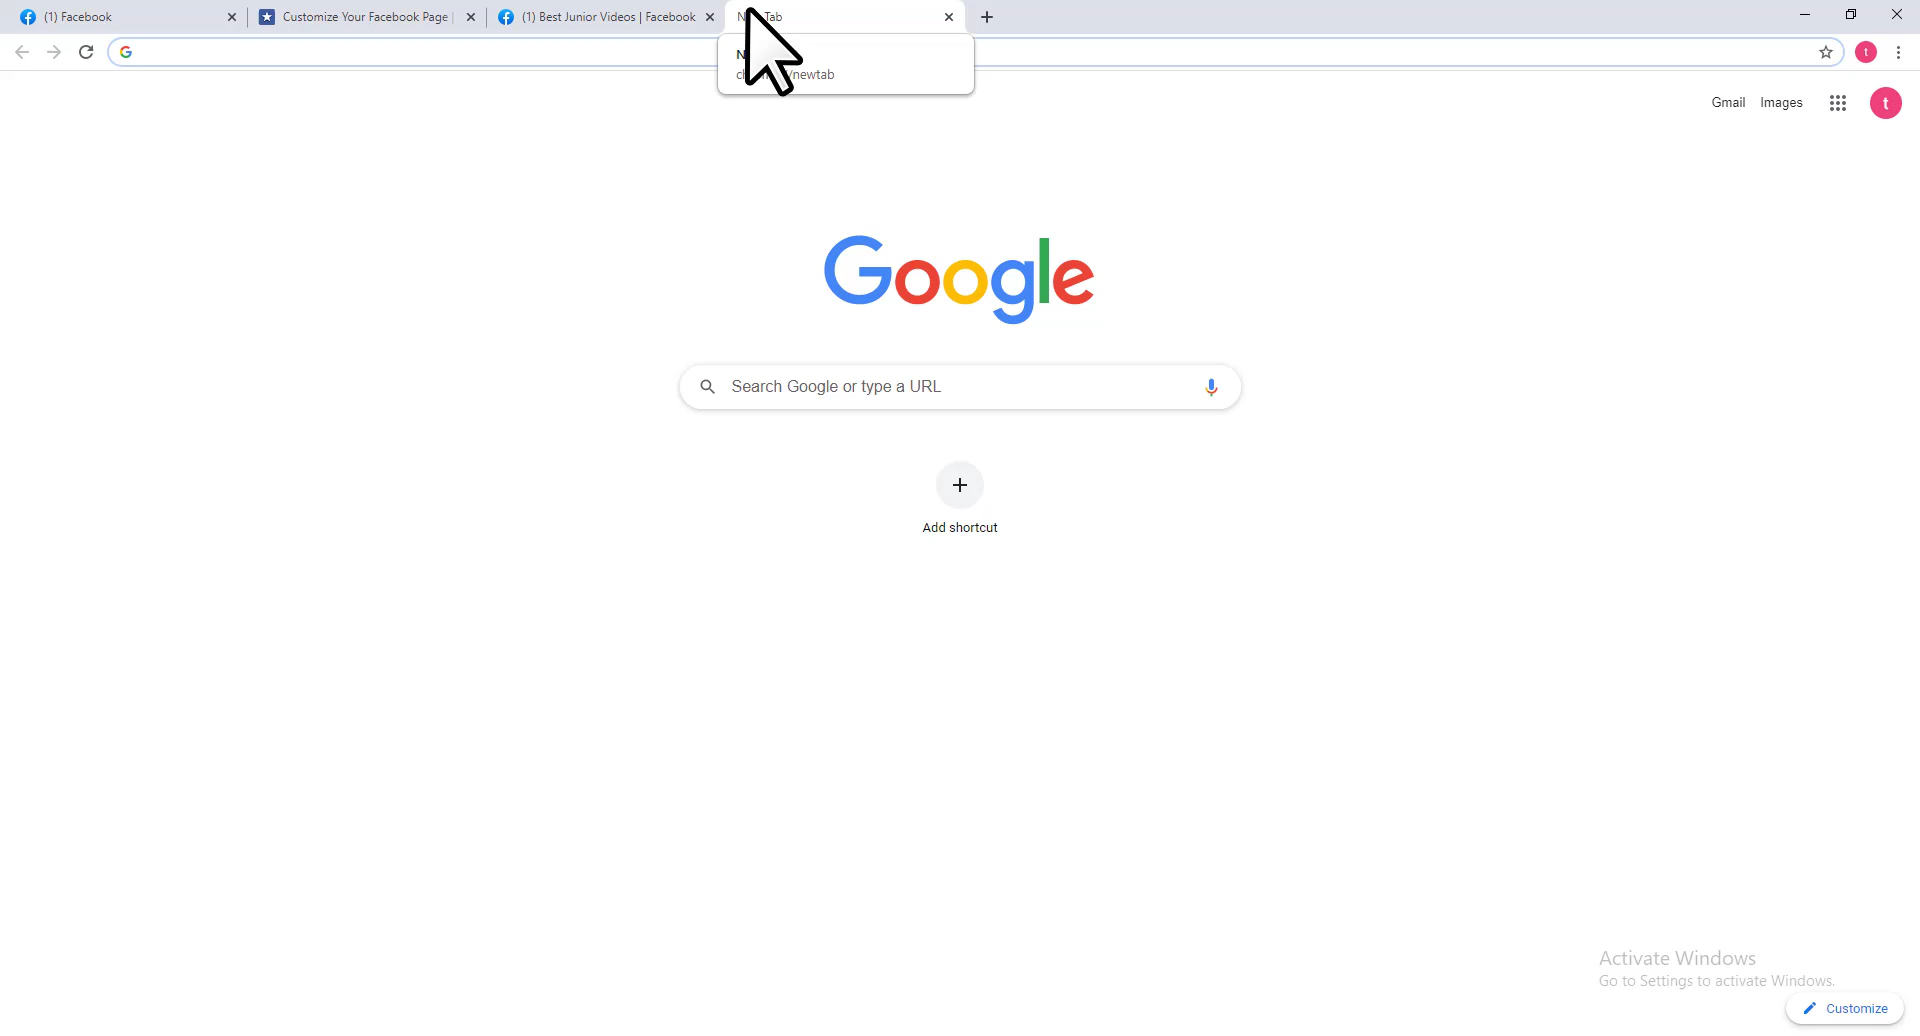 (1) Facebook
Customize Your Facebook Page |
(1) Best Junior Videos | Facebook
Tab
/newtab
Gmail Images
t
t
Google
Search Google or type a URL
Add shortcut
Activate Windows
Go to Settings to activate Windows.
Customize